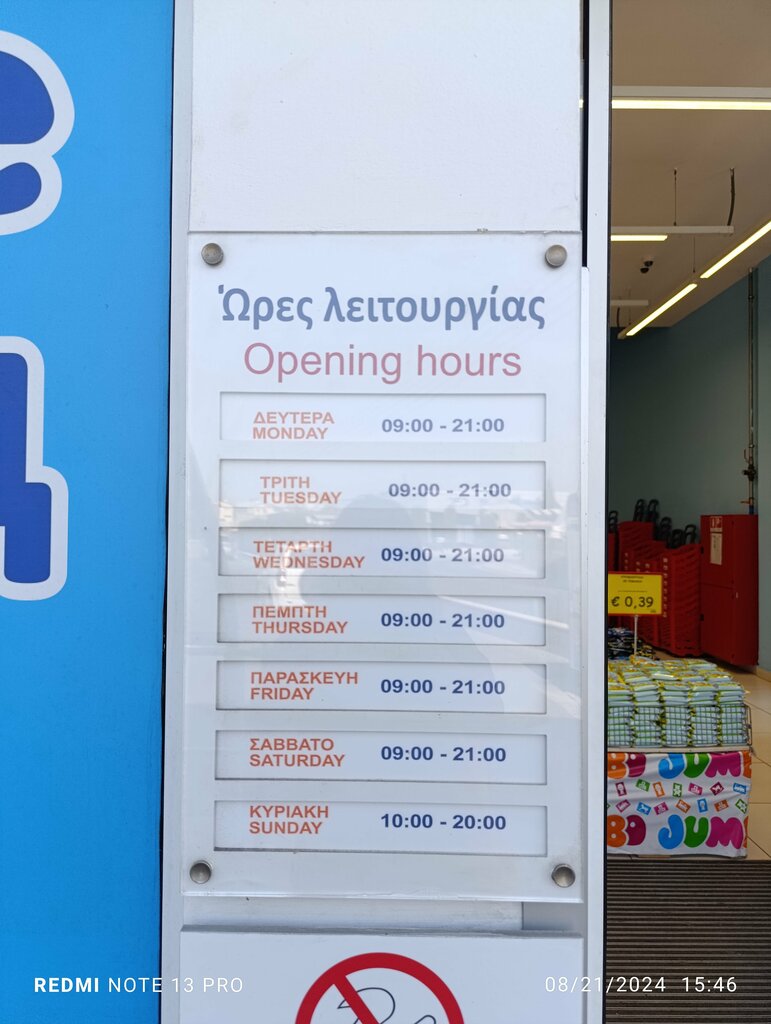 Ώρες λειτουργίας
Opening hours
ΔΕΥΤΕΡΑ
MONDAY
09:00 - 21:00
ΤΡΙΤΗ
TUESDAY
09:00 - 21:00
ΤΕΤΑΡΤΗ
WEDNESDAY
09:00 - 21:00
ΠΕΜΠΤΗ
THURSDAY
09:00 - 21:00
ΠΑΡΑΣΚΕΥΗ
FRIDAY
09:00 - 21:00
ΣΑΒΒΑΤΟ
SATURDAY
09:00 - 21:00
ΚΥΡΙΑΚΗ
SUNDAY
10:00 - 20:00
€ 0,39
JUM
BO JUM
REDMI NOTE 13 PRO
08/21/2024 15:46